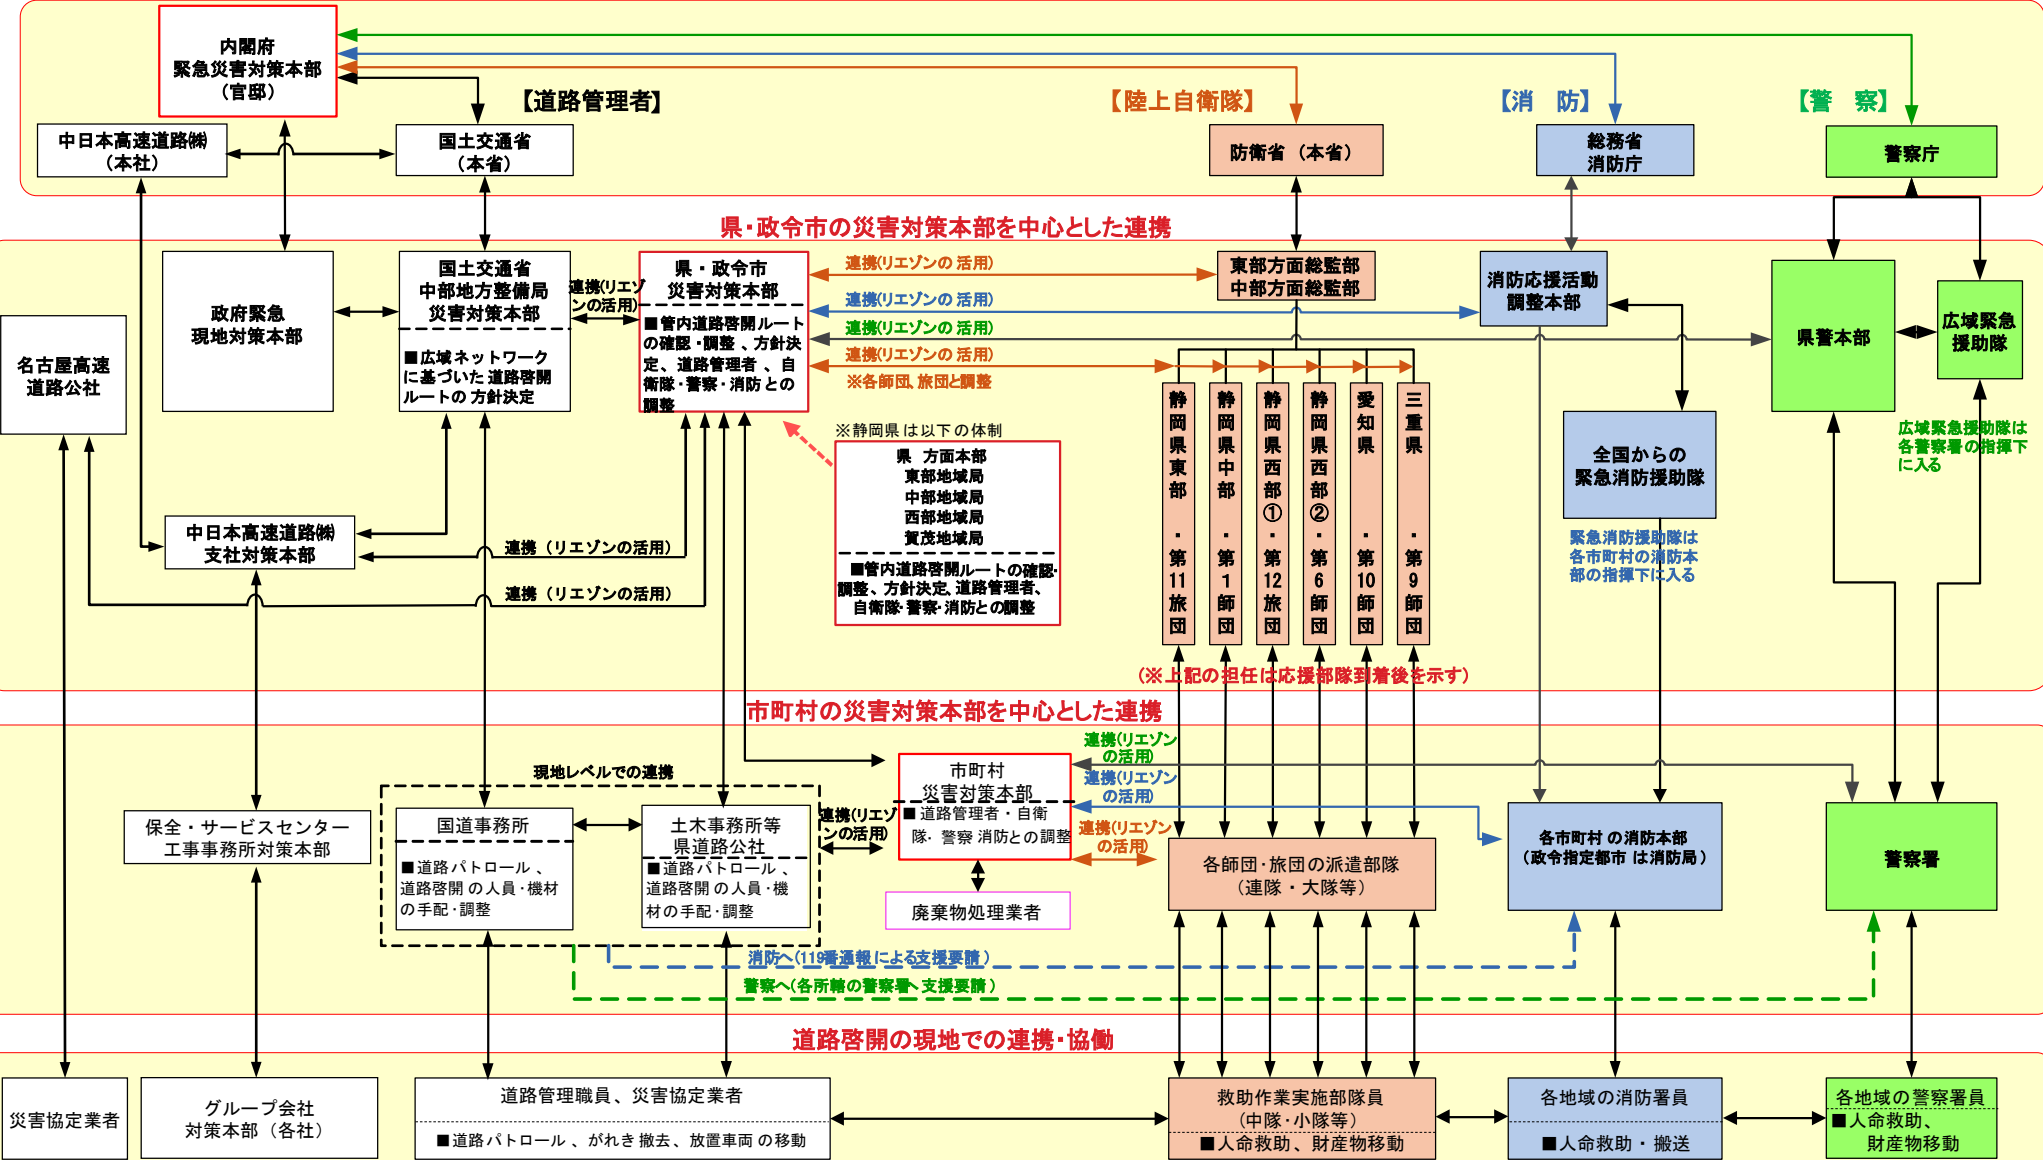 内閣府
緊急災害対策本部
（官邸）
【道路管理者】
【陸上自衛隊】
【消　防】
【警　察】
中日本高速道路㈱
（本社）
国土交通省
（本省）
防衛省（本省）
総務省
消防庁
警察庁
県・政令市の災害対策本部を中心とした連携
政府緊急
現地対策本部
国土交通省
中部地方整備局
災害対策本部
■広域ネットワーク
に基づいた道路啓開
ルートの方針決定
連携(リエゾ
ンの活用)
県・政令市
災害対策本部
■管内道路啓開ルート
の確認・調整、方針決
定、道路管理者、自
衛隊・警察・消防との
調整
連携(リエゾンの活用)
連携(リエゾンの活用)
連携(リエゾンの活用)
連携(リエゾンの活用)
※各師団、旅団と調整
東部方面総監部
中部方面総監部
消防応援活動
調整本部
県警本部
広域緊急
援助隊
名古屋高速
道路公社
※静岡県は以下の体制
県　方面本部
東部地域局
中部地域局
西部地域局
賀茂地域局
■管内道路啓開ルートの確認・
調整、方針決定、道路管理者、
自衛隊・警察・消防との調整
静岡県東部・第11旅団
静岡県中部・第1師団
静岡県西部①・第12旅団
静岡県西部②・第6師団
愛知県・第10師団
三重県・第9師団
全国からの
緊急消防援助隊
広域緊急援助隊は
各警察署の指揮下
に入る
緊急消防援助隊は
各市町村の消防本
部の指揮下に入る
中日本高速道路㈱
支社対策本部
連携（リエゾンの活用）
連携（リエゾンの活用）
(※上記の担任は応援部隊到着後を示す)
市町村の災害対策本部を中心とした連携
現地レベルでの連携
保全・サービスセンター
工事事務所対策本部
国道事務所
■道路パトロール、
道路啓開の人員・機材
の手配・調整
土木事務所等
県道路公社
■道路パトロール、
道路啓開の人員・機
材の手配・調整
連携(リエゾ
ンの活用)
市町村
災害対策本部
■道路管理者・自衛
隊・警察消防との調整
連携(リエゾン
の活用)
連携(リエゾン
の活用)
連携(リエゾン
の活用)
廃棄物処理業者
各師団・旅団の派遣部隊
（連隊・大隊等）
各市町村の消防本部
（政令指定都市は消防局）
警察署
消防へ(119番通報による支援要請)
警察へ(各所轄の警察署へ支援要請)
道路啓開の現地での連携・協働
災害協定業者
グループ会社
対策本部（各社）
道路管理職員、災害協定業者
■道路パトロール、がれき撤去、放置車両の移動
救助作業実施部隊員
（中隊・小隊等）
■人命救助、財産物移動
各地域の消防署員
■人命救助・搬送
各地域の警察署員
■人命救助、
財産物移動